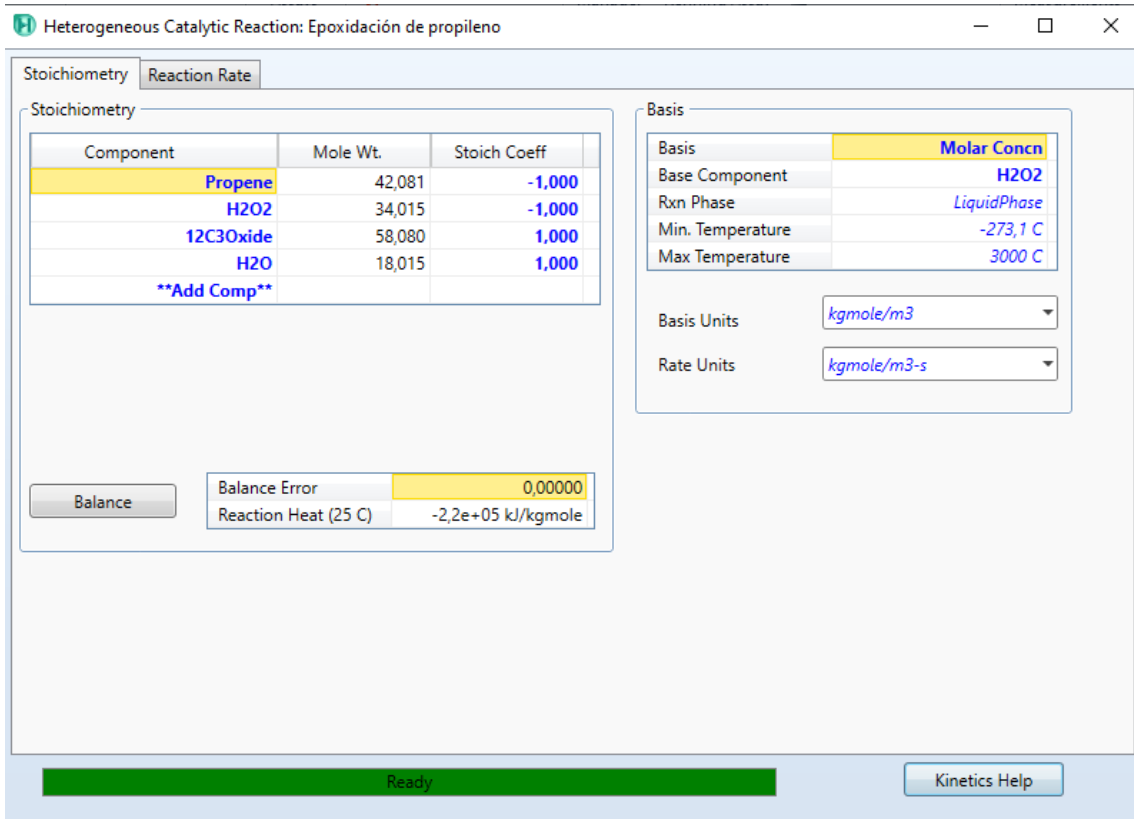 Heterogeneous Catalytic Reaction: Epoxidación de propileno
Stoichiometry Reaction Rate
Stoichiometry
Component Mole Wt. Stoich Coeff
Propene 42,081 -1,000
H2O2 34,015 -1,000
12C3Oxide 58,080 1,000
H2O 18,015 1,000
**Add Comp**
Balance
Balance Error 0,00000
Reaction Heat (25 C) -2,2e+05 kJ/kgmole
Basis
Basis Molar Concn
Base Component H2O2
Rxn Phase LiquidPhase
Min. Temperature -273,1 C
Max Temperature 3000 C
Basis Units kgmole/m3
Rate Units kgmole/m3-s
Ready
Kinetics Help